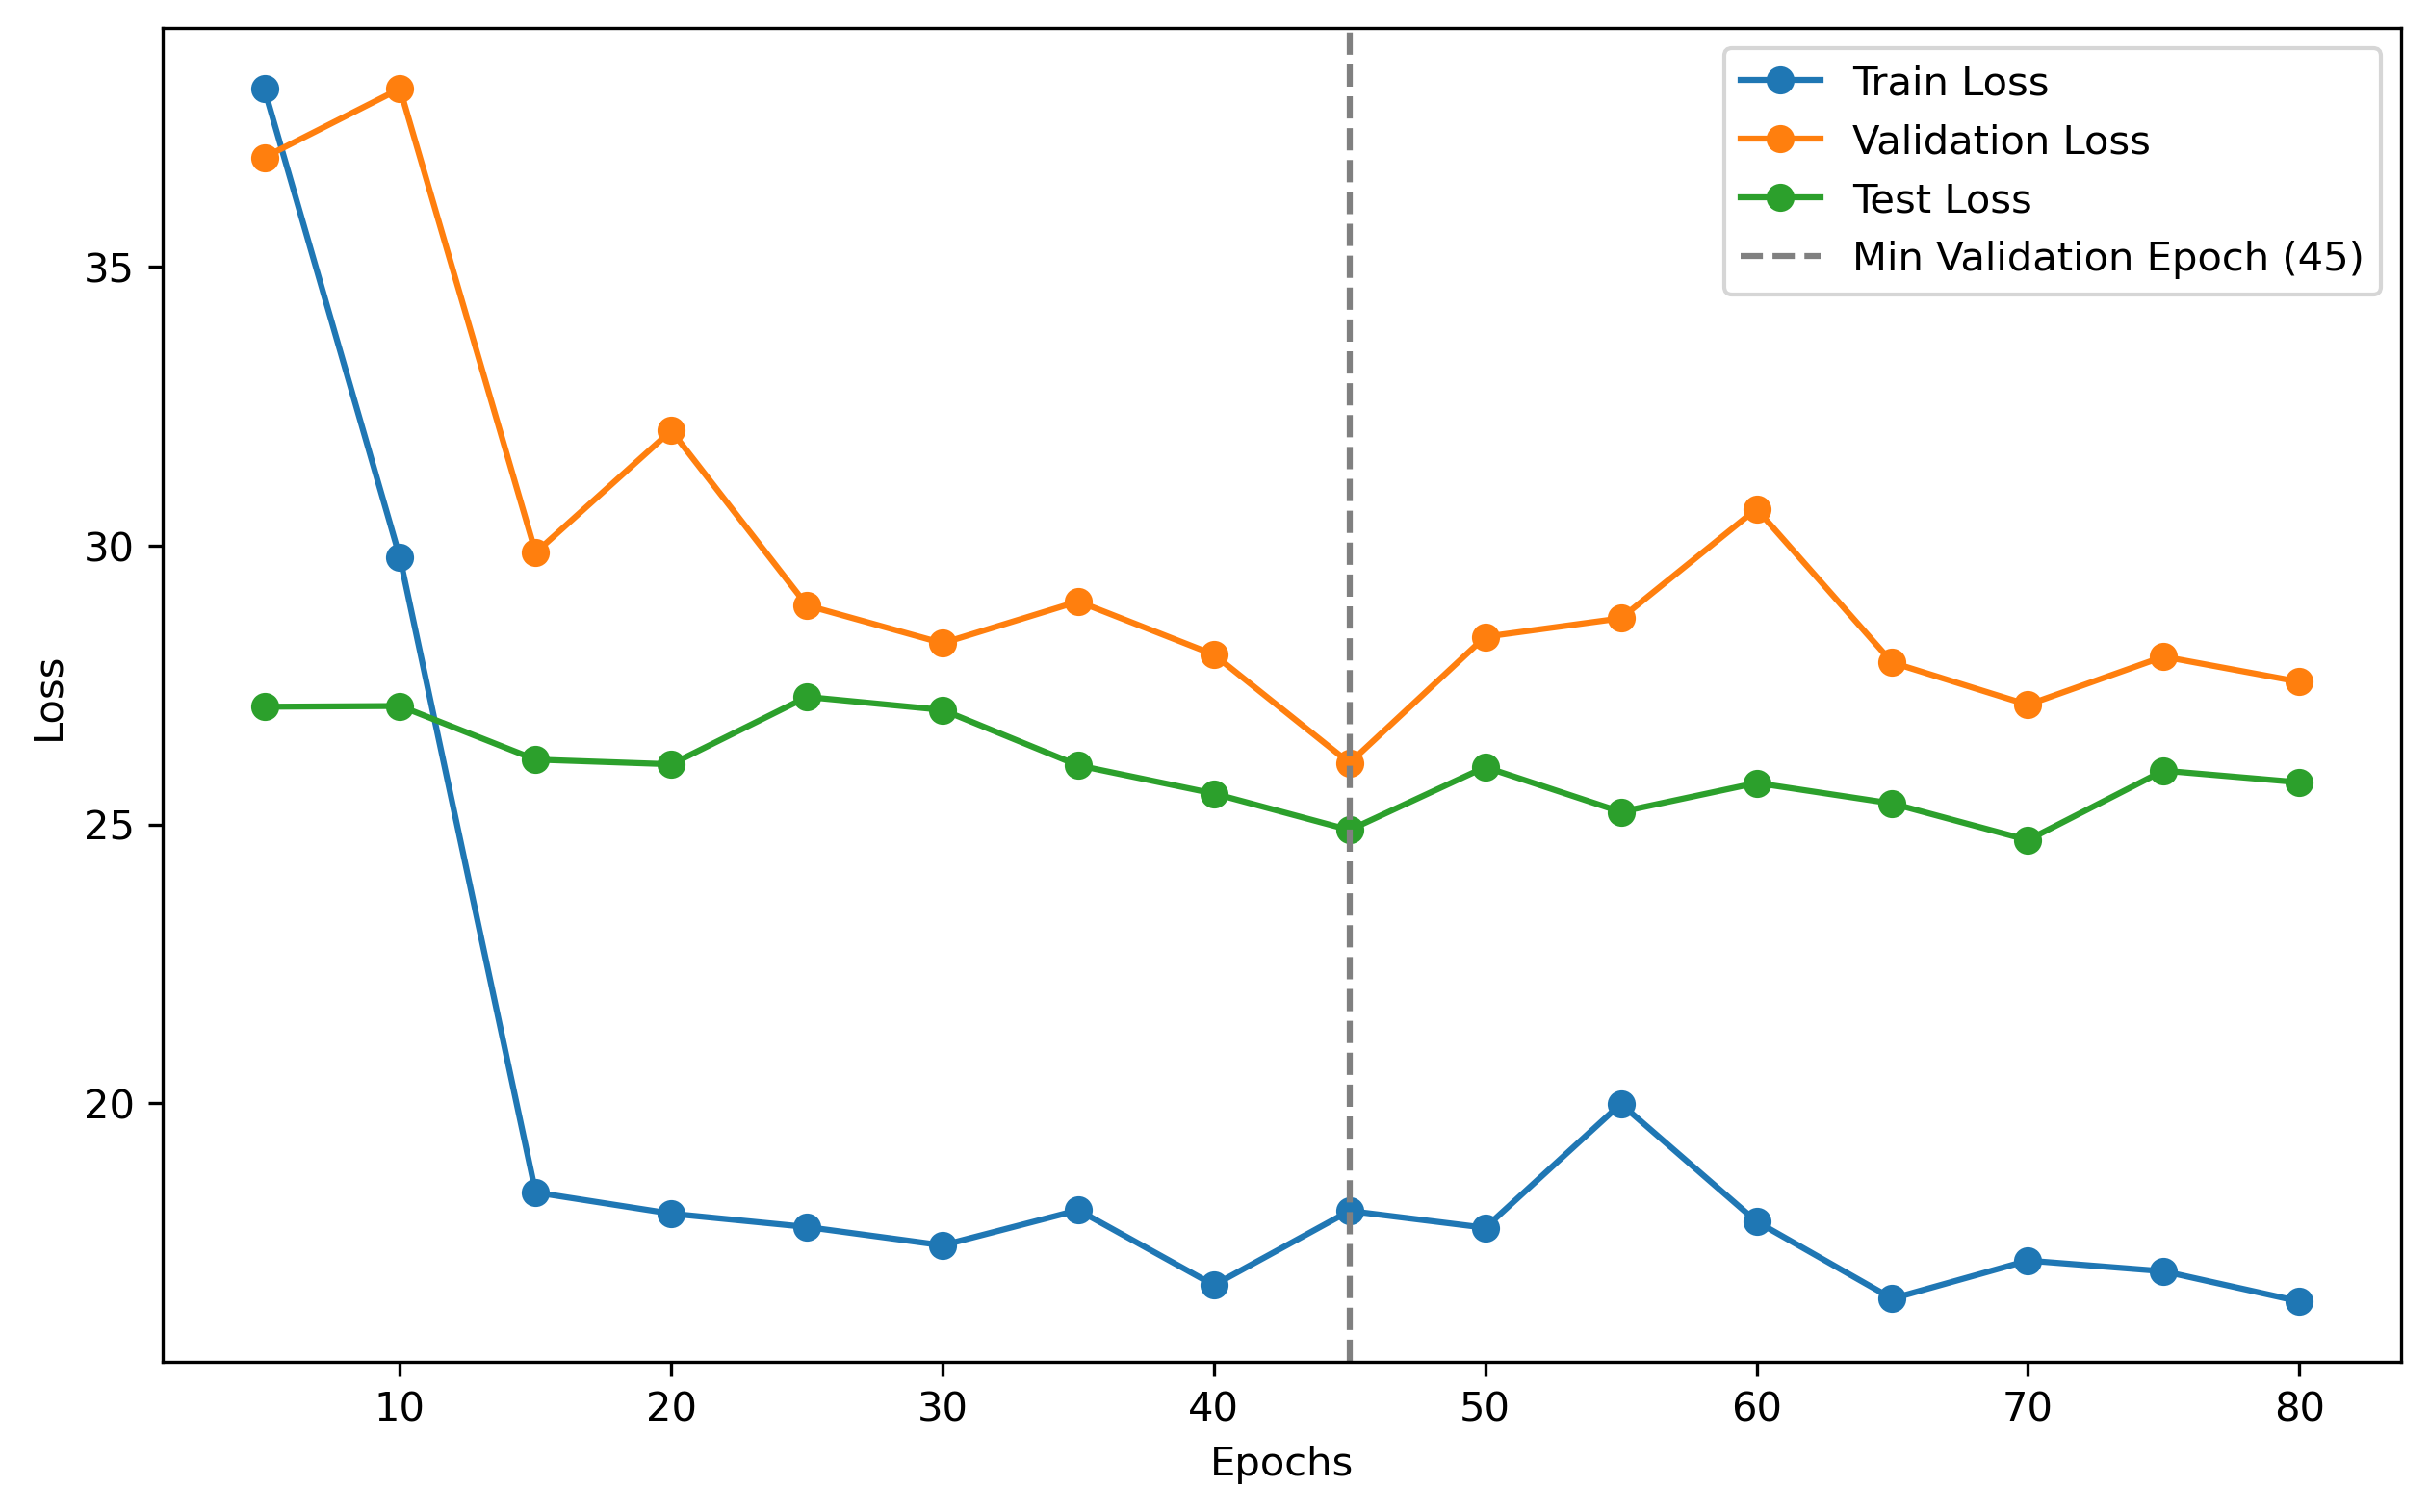 Train Loss
Validation Loss
Test Loss
Min Validation Epoch (45)
Loss
35
30
25
20
10 20 30 40 50 60 70 80
Epochs